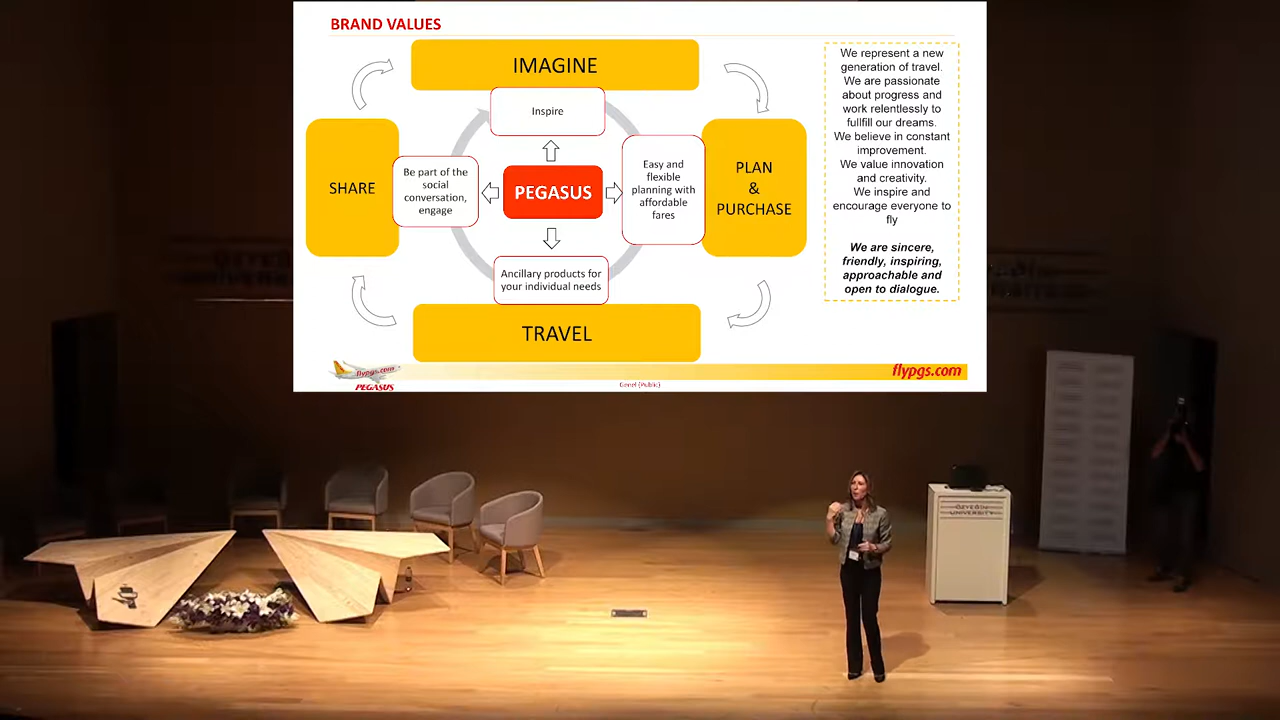 BRAND VALUES
IMAGINE
Inspire
SHARE
Be part of the
social
conversation,
engage
PEGASUS
Easy and
flexible
planning with
affordable
fares
PLAN
&
PURCHASE
Ancillary products for
your individual needs
TRAVEL
We represent a new
generation of travel.
We are passionate
about progress and
work relentlessly to
fullfill our dreams.
We believe in constant
improvement.
We value innovation
and creativity.
We inspire and
encourage everyone to
fly
We are sincere,
friendly, inspiring,
approachable and
open to dialogue.
flypgs.com
PEGASUS
Genel (Public)
flypgs.com
OZYEGIN
UNIVERSITY